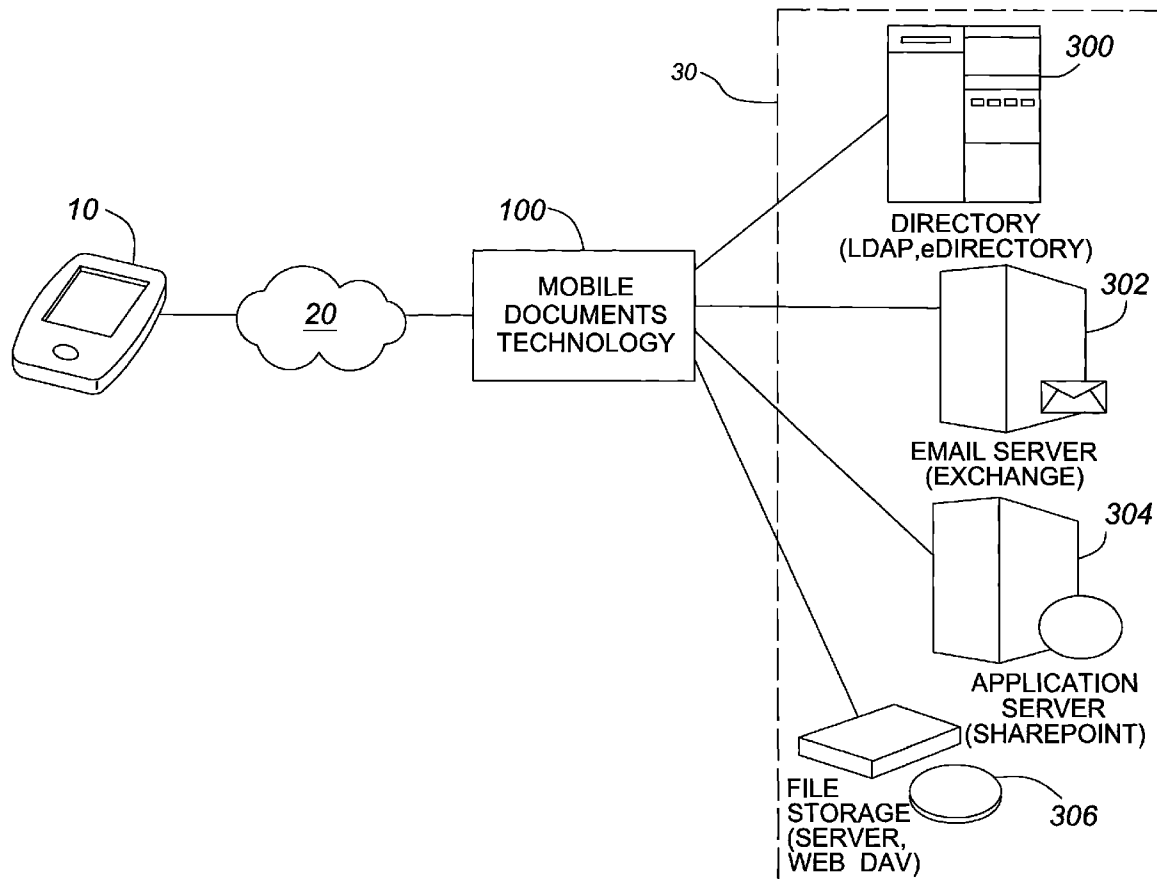 300
30
DIRECTORY
(LDAP,eDIRECTORY)
10
20
100
MOBILE
DOCUMENTS
TECHNOLOGY
302
EMAIL SERVER
(EXCHANGE)
304
APPLICATION
SERVER
(SHAREPOINT)
FILE
STORAGE
(SERVER,
WEB DAV)
306